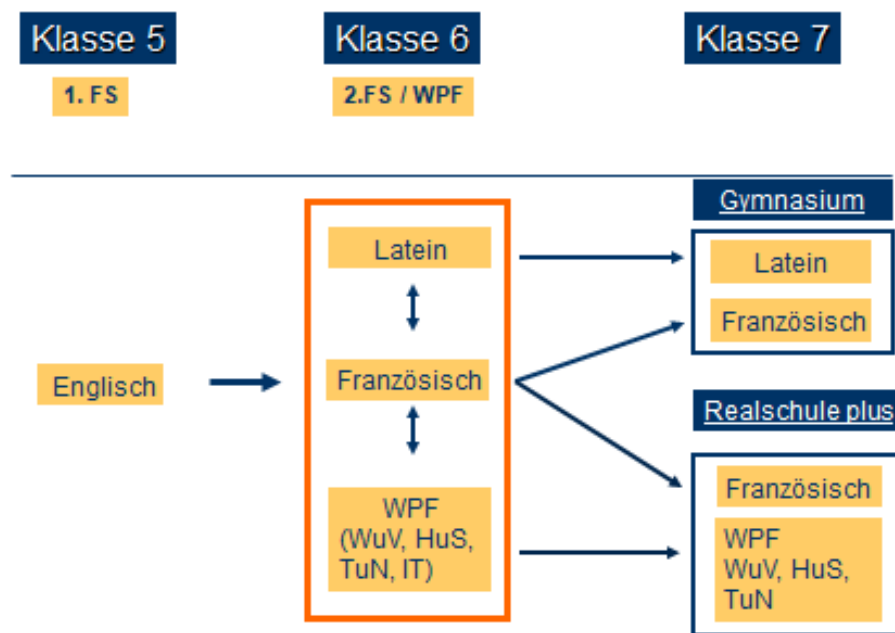 Klasse 5
Klasse 6
Klasse 7
1. FS
2.FS / WPF
Gymnasium
Latein
Latein
Französisch
Englisch
Französisch
Realschule plus
Französisch
WPF
(WuV, HuS,
TuN, IT)
WPF
WuV, HuS,
TuN